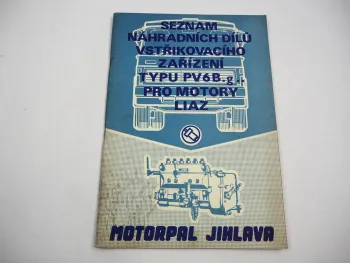 SEZNAM
NÁHRADNÍCH DÍLŮ
VSTŘIKOVACÍHO
ZAŘÍZENÍ
TYPU PV6B..g..
PRO MOTORY
LIAZ
MOTORPAL JIHLAVA